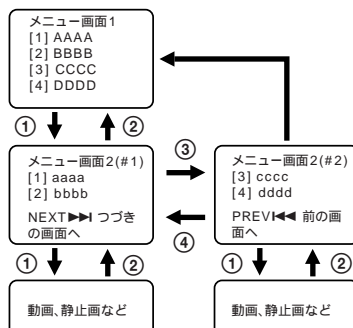 メニュー画面1
[1] AAAA
[2] BBBB
[3] CCCC
[4] DDDD
① ②
メニュー画面2(#1)
[1] aaaa
[2] bbbb
NEXT▶▶| つづき
の画面へ
③
④
メニュー画面2(#2)
[3] cccc
[4] dddd
PREV|◀◀ 前の画
面へ
① ②
① ②
動画、静止画など
動画、静止画など